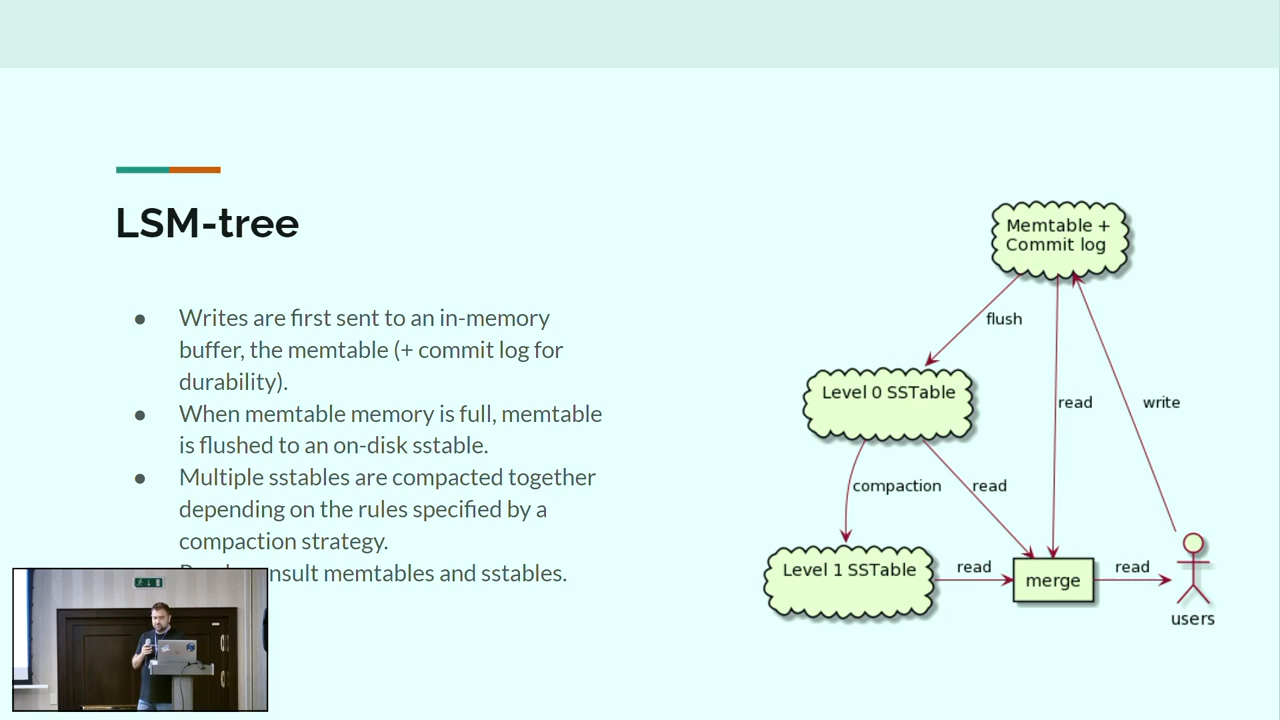 LSM-tree
● Writes are first sent to an in-memory
buffer, the memtable (+ commit log for
durability).
● When memtable memory is full, memtable
is flushed to an on-disk sstable.
● Multiple sstables are compacted together
depending on the rules specified by a
compaction strategy.
memtables and sstables.
Memtable +
Commit log
flush
Level 0 SSTable
read
write
compaction
read
Level 1 SSTable
read
merge
read
users